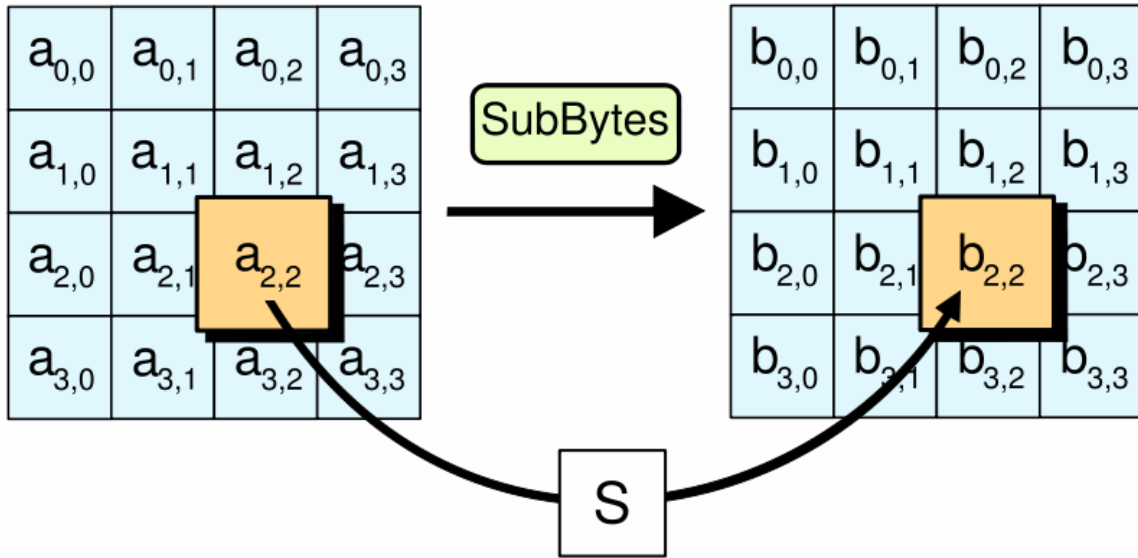 a0,0 a0,1 a0,2 a0,3 b0,0 b0,1 b0,2 b0,3
SubBytes
a1,0 a1,1 a1,2 a1,3 b1,0 b1,1 b1,2 b1,3
a2,0 a2,1 a2,2 a2,3 b2,0 b2,1 b2,2 b2,3
a3,0 a3,1 a3,2 a3,3 b3,0 b3,1 b3,2 b3,3
S